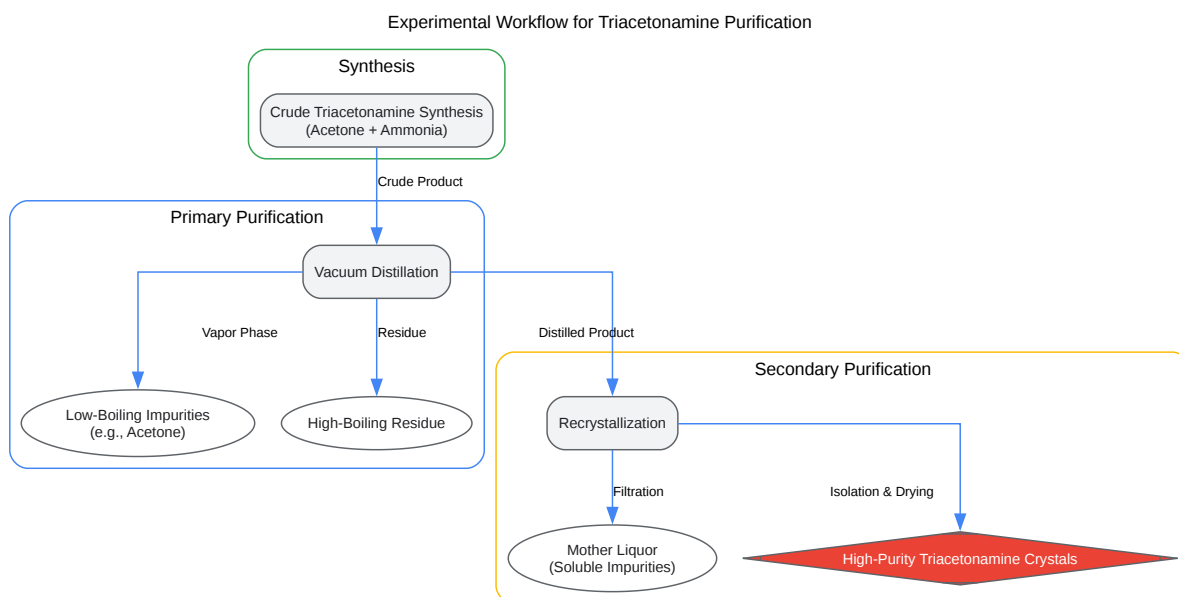 Experimental Workflow for Triacetonamine Purification
Synthesis
Crude Triacetonamine Synthesis
(Acetone + Ammonia)
Crude Product
Primary Purification
Vacuum Distillation
Vapor Phase
Residue
Distilled Product
Low-Boiling Impurities
(e.g., Acetone)
High-Boiling Residue
Secondary Purification
Recrystallization
Filtration
Isolation & Drying
Mother Liquor
(Soluble Impurities)
High-Purity Triacetonamine Crystals